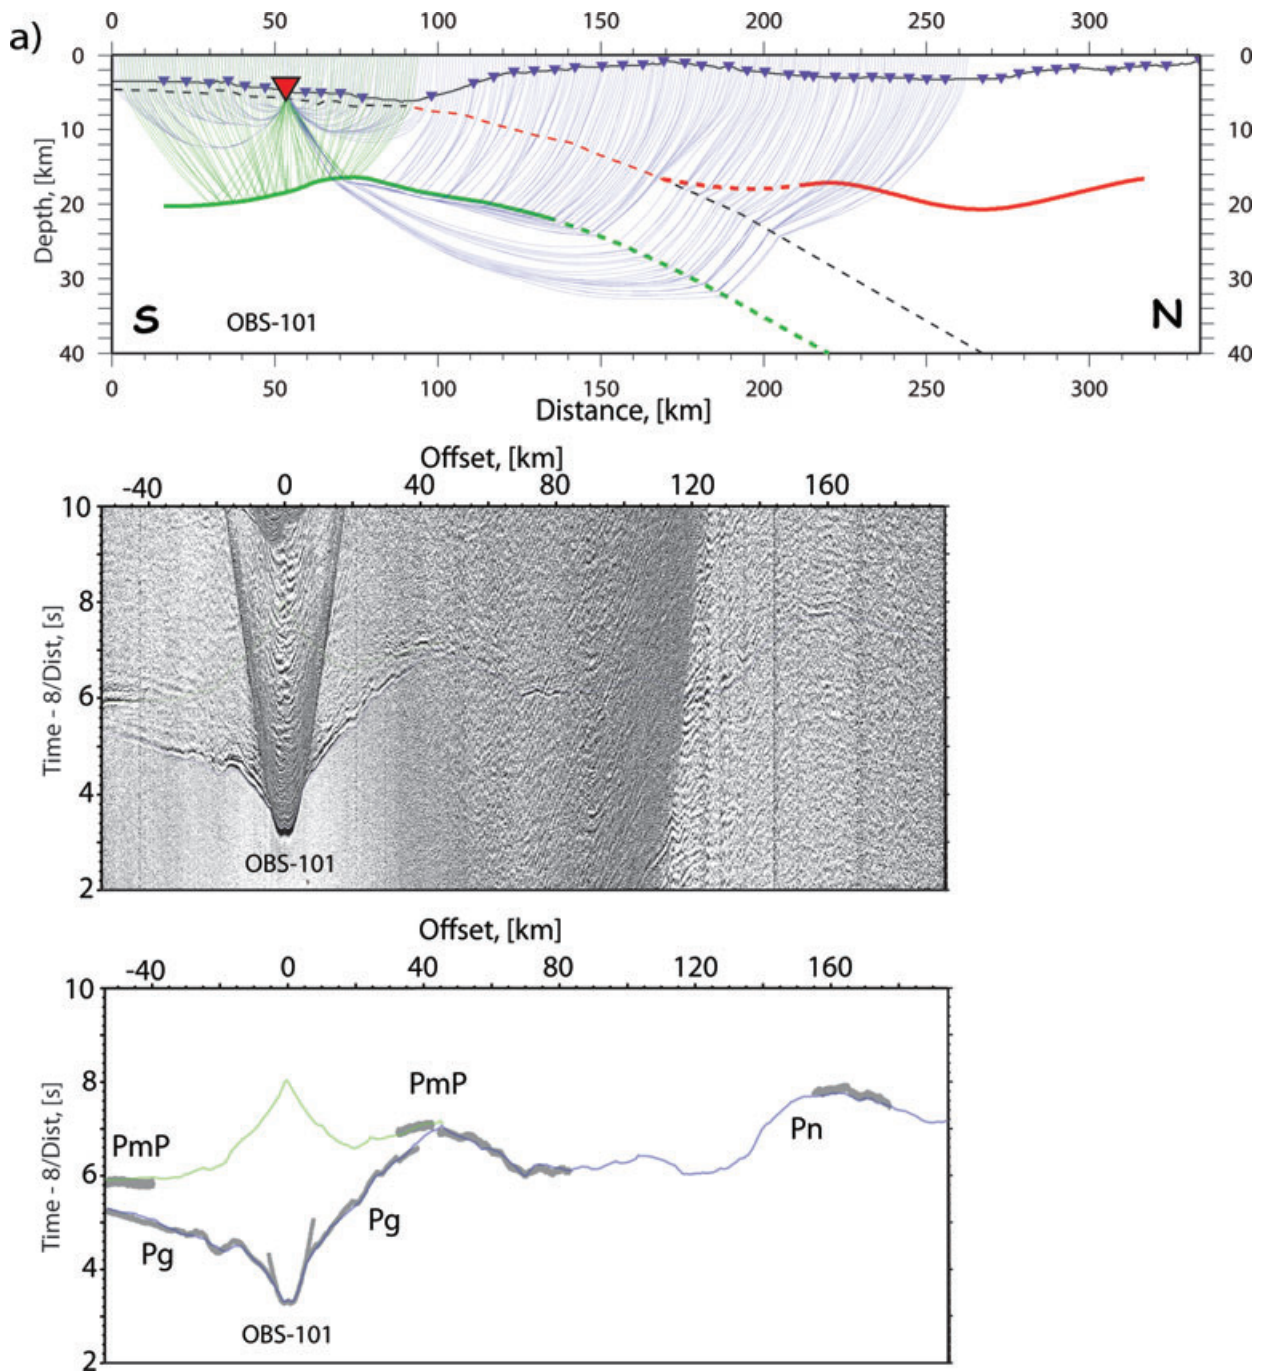 a)
0 50 100 150 200 250 300
0 10 20 30 40
Depth, [km]
0 10 20 30 40
S
OBS-101
N
0 50 100 150 200 250 300
Distance, [km]
Offset, [km]
-40 0 40 80 120 160
10 8 6 4 2
Time - 8/Dist, [s]
OBS-101
Offset, [km]
-40 0 40 80 120 160
10 8 6 4 2
Time - 8/Dist, [s]
PmP
PmP
Pn
Pg
Pg
OBS-101